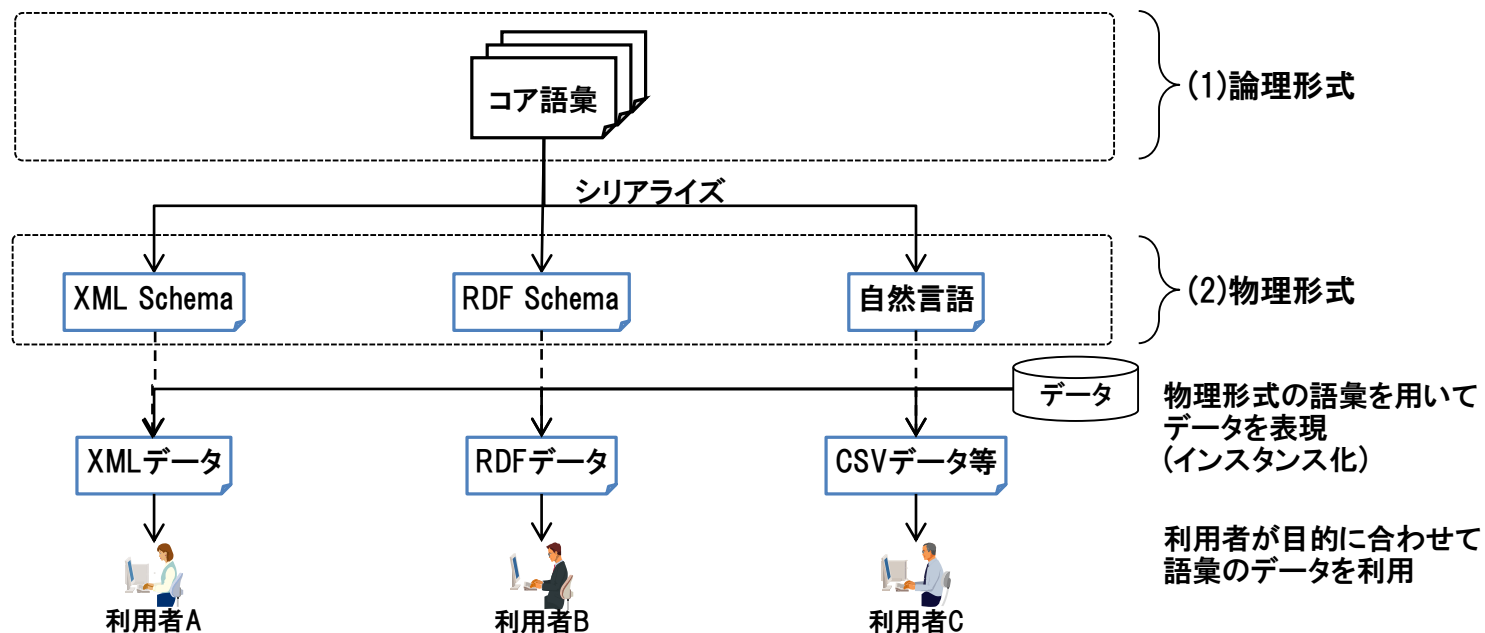 コア語彙
(1)論理形式
シリアライズ
XML Schema
RDF Schema
自然言語
(2)物理形式
データ
物理形式の語彙を用いて
データを表現
(インスタンス化)
XMLデータ
RDFデータ
CSVデータ等
利用者が目的に合わせて
語彙のデータを利用
利用者A
利用者B
利用者C